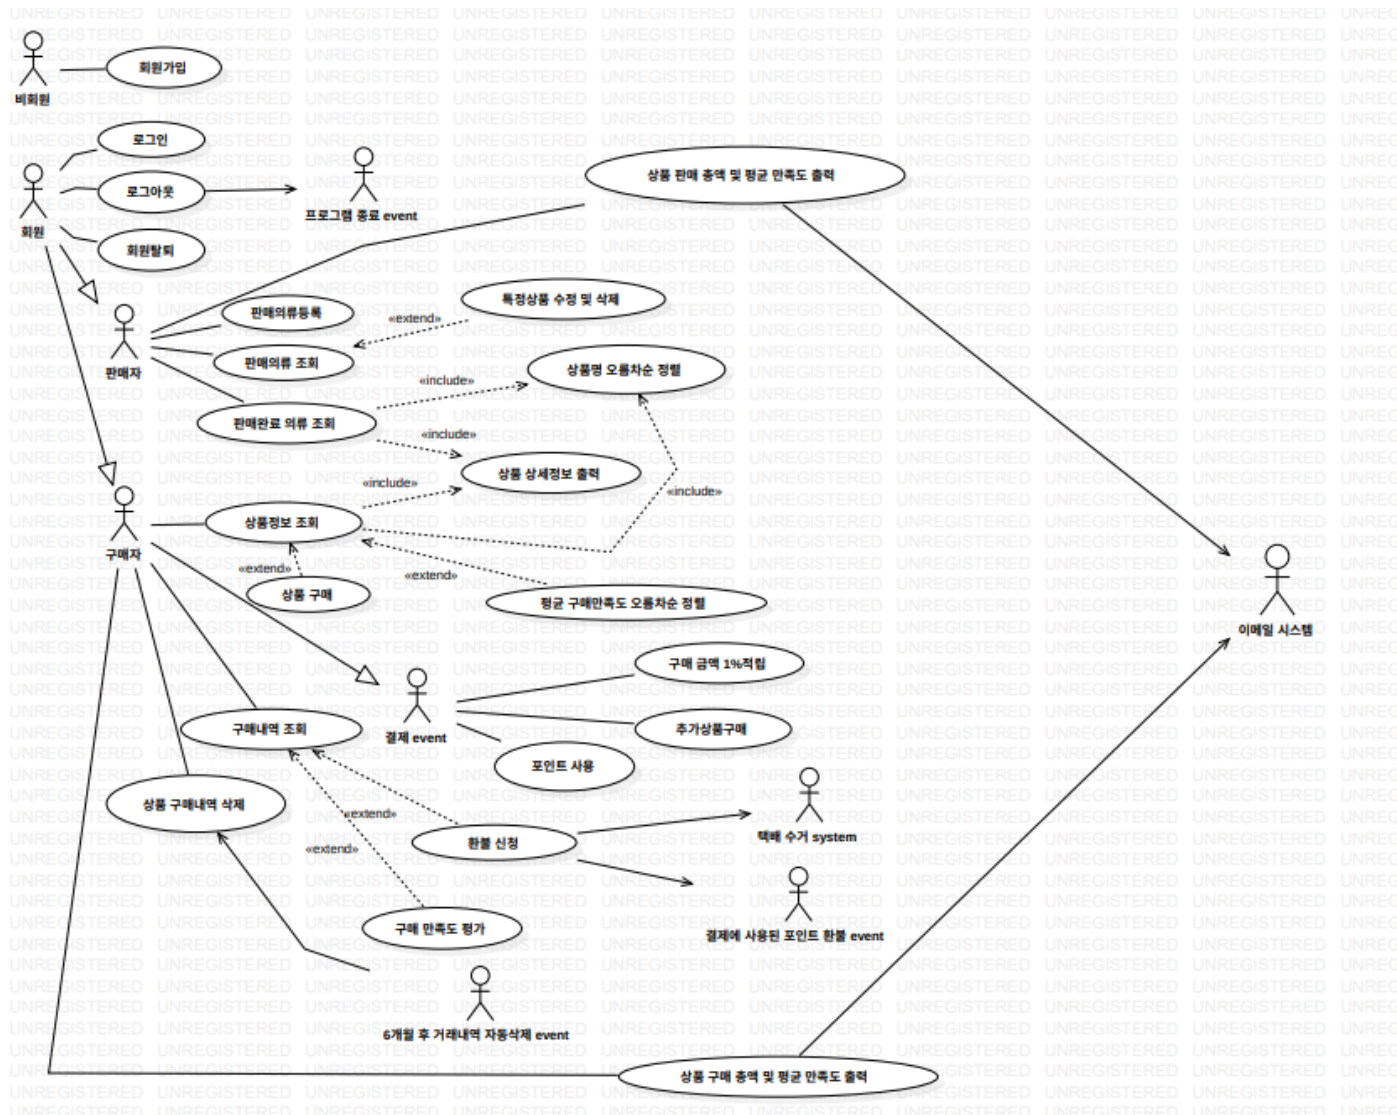 회원가입
비회원
로그인
로그아웃
회원
회원탈퇴
프로그램 종료 event
상품 판매 총액 및 평균 만족도 출력
판매의류등록
특정상품 수정 및 삭제
«extend»
판매의류 조회
판매자
상품명 오름차순 정렬
«include»
판매완료 의류 조회
«include»
상품 상세정보 출력
«include»
«include»
상품정보 조회
구매자
«extend»
«extend»
상품 구매
평균 구매만족도 오름차순 정렬
이메일 시스템
구매 금액 1%적립
구매내역 조회
결제 event
추가상품구매
포인트 사용
상품 구매내역 삭제
«extend»
환불 신청
택배 수거 system
«extend»
구매 만족도 평가
결제에 사용된 포인트 환불 event
6개월 후 거래내역 자동삭제 event
상품 구매 총액 및 평균 만족도 출력
UNREGISTERED